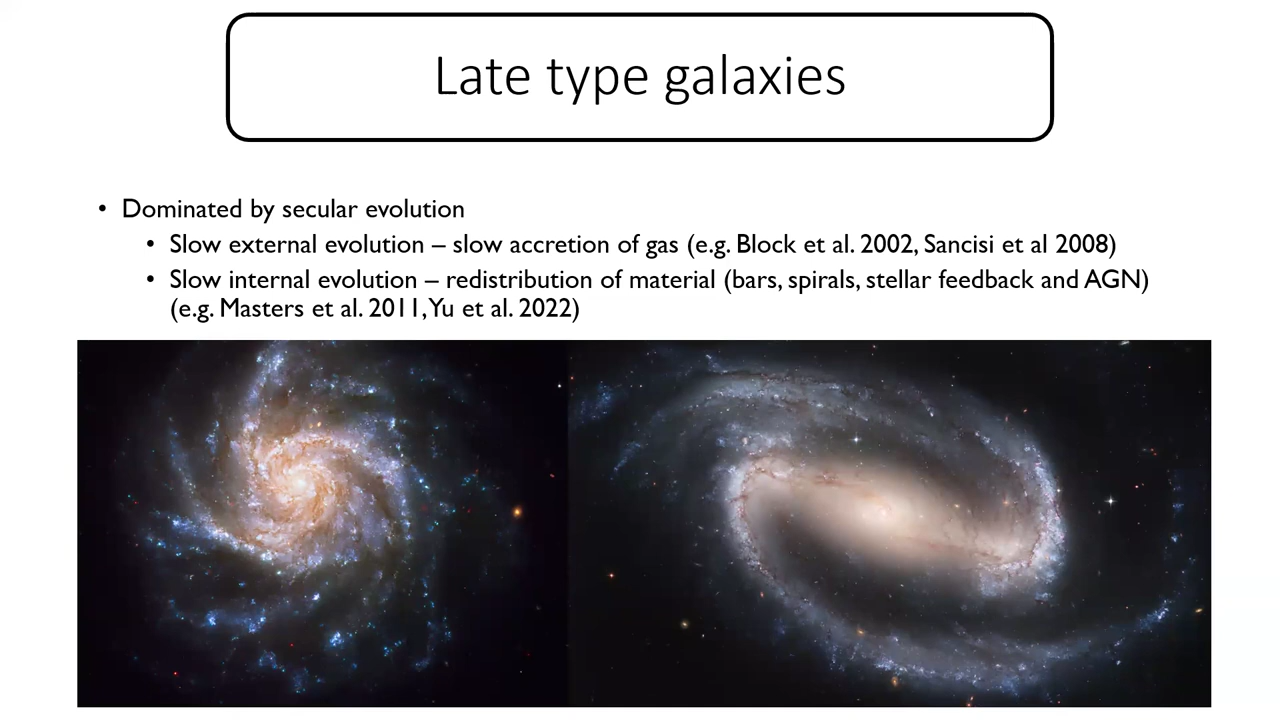 Late type galaxies
• Dominated by secular evolution
• Slow external evolution – slow accretion of gas (e.g. Block et al. 2002, Sancisi et al 2008)
• Slow internal evolution – redistribution of material (bars, spirals, stellar feedback and AGN)
(e.g. Masters et al. 2011, Yu et al. 2022)